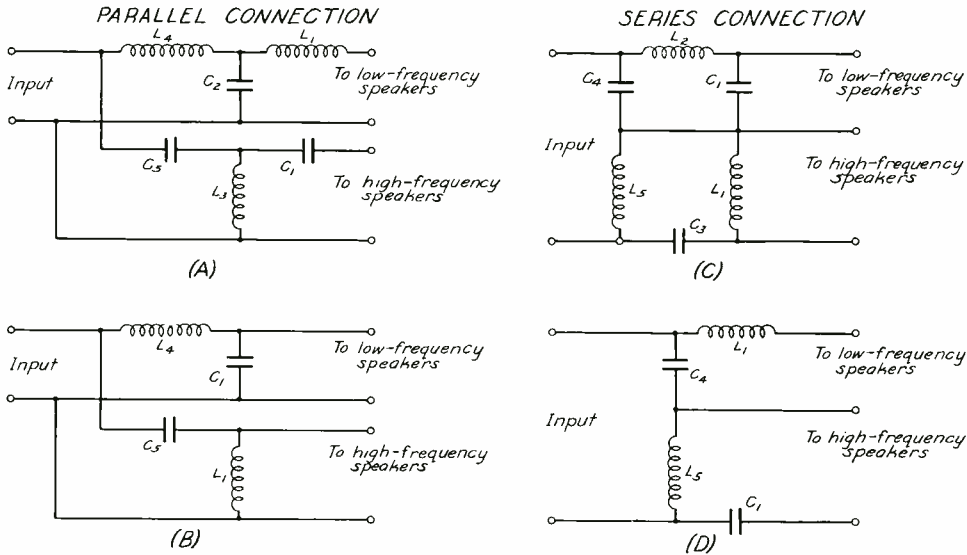 PARALLEL CONNECTION
L4
L1
Input
C2
To low-frequency
speakers
C5
C1
L3
To high-frequency
speakers
(A)
SERIES CONNECTION
L2
C4
C1
To low-frequency
speakers
Input
L5
L1
To high-frequency
speakers
C3
(C)
L4
Input
C1
To low-frequency
speakers
C5
L1
To high-frequency
speakers
(B)
L1
C4
To low-frequency
speakers
Input
To high-frequency
speakers
L5
C1
(D)